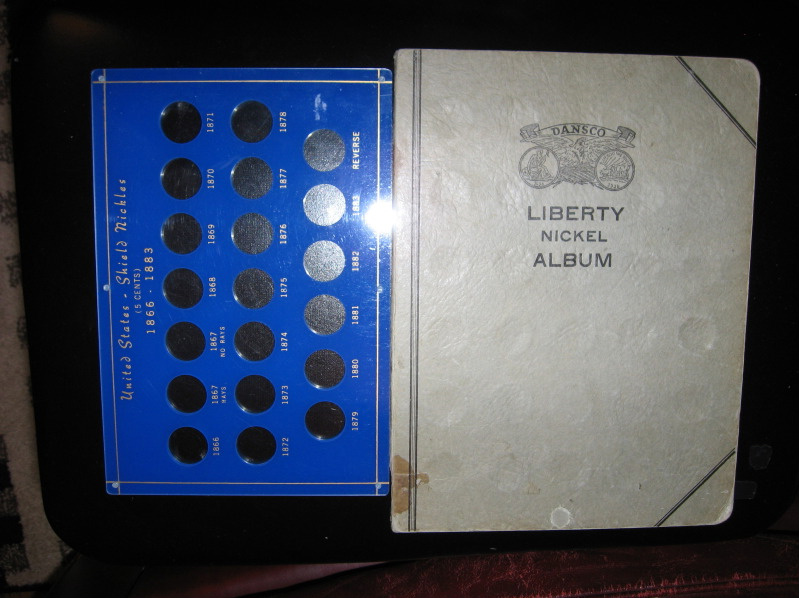 United States - Shield Nickles
(5 CENTS)
1866 - 1883
1866 1867 RAYS 1867 NO RAYS 1868 1869 1870 1871
1872 1873 1874 1875 1876 1877 1878
1879 1880 1881 1882 1883 REVERSE
DANSCO
LIBERTY
NICKEL
ALBUM